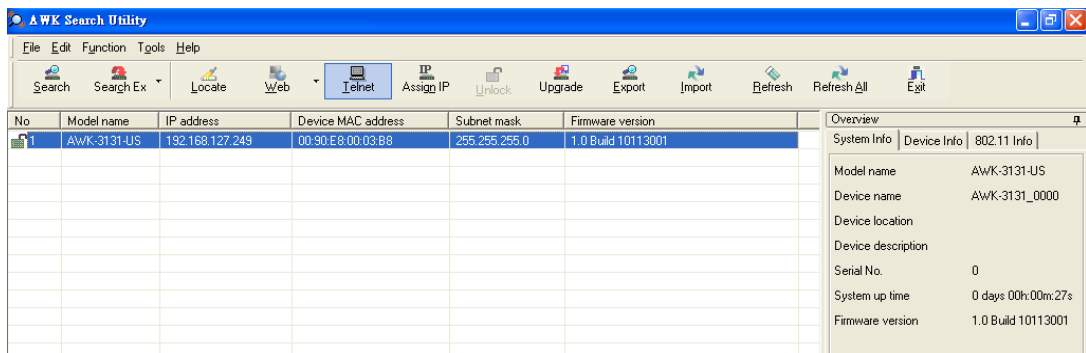 AWK Search Utility
File Edit Function Tools Help
Search Search Ex Locate Web Telnet Assign IP Unlock Upgrade Export Import Refresh Refresh All Exit
IP
No Model name IP address Device MAC address Subnet mask Firmware version
1 AWK-3131-US 192.168.127.249 00:90:E8:00:03:B8 255.255.255.0 1.0 Build 10113001
Overview
System Info Device Info 802.11 Info
Model name AWK-3131-US
Device name AWK-3131_0000
Device location
Device description
Serial No. 0
System up time 0 days 00h:00m:27s
Firmware version 1.0 Build 10113001